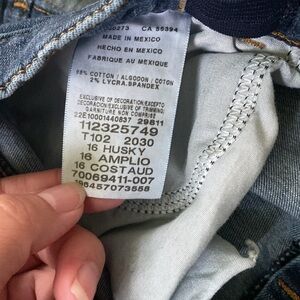 CA 56394
MADE IN MEXICO
HECHO EN MEXICO
FABRIQUE AU MEXIQUE
98% COTTON / ALGODON / COTON
2% LYCRA SPANDEX
EXCLUSIVE OF DECORATION EXCEPTO
DECORACION EXCLUSIVE OF TRIMMING
GARNITURE NON COMPRISE
22E10001440837 29811
112325749
T102 2030
16 HUSKY
16 AMPLIO
16 COSTAUD
70069411-007